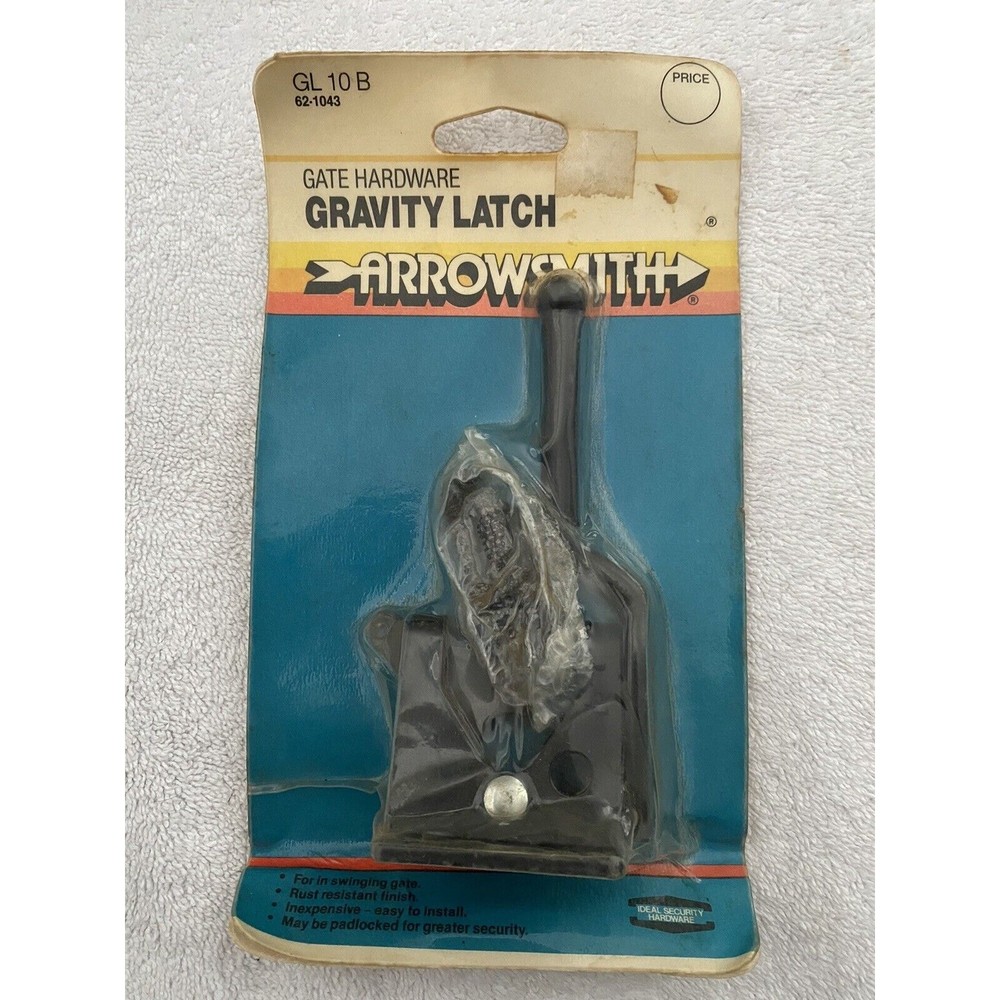 GL 10 B
62-1043
PRICE
GATE HARDWARE
GRAVITY LATCH
®
ARROWSMITH
®
• For in swinging gate.
• Rust resistant finish.
• Inexpensive - easy to install.
• May be padlocked for greater security.
IDEAL SECURITY
HARDWARE